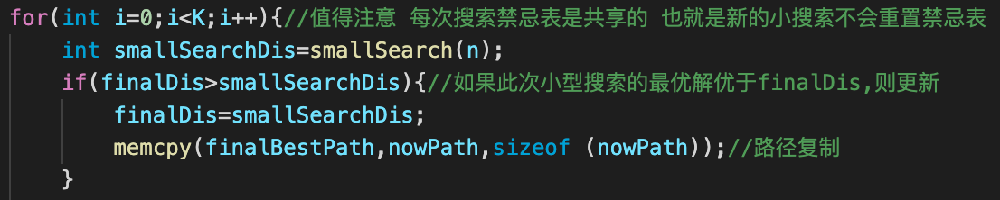 for(int i=0;i<K;i++){//值得注意 每次搜索禁忌表是共享的 也就是新的小搜索不会重置禁忌表
    int smallSearchDis=smallSearch(n);
    if(finalDis>smallSearchDis){//如果此次小型搜索的最优解优于finalDis,则更新
        finalDis=smallSearchDis;
        memcpy(finalBestPath,nowPath,sizeof (nowPath));//路径复制
    }